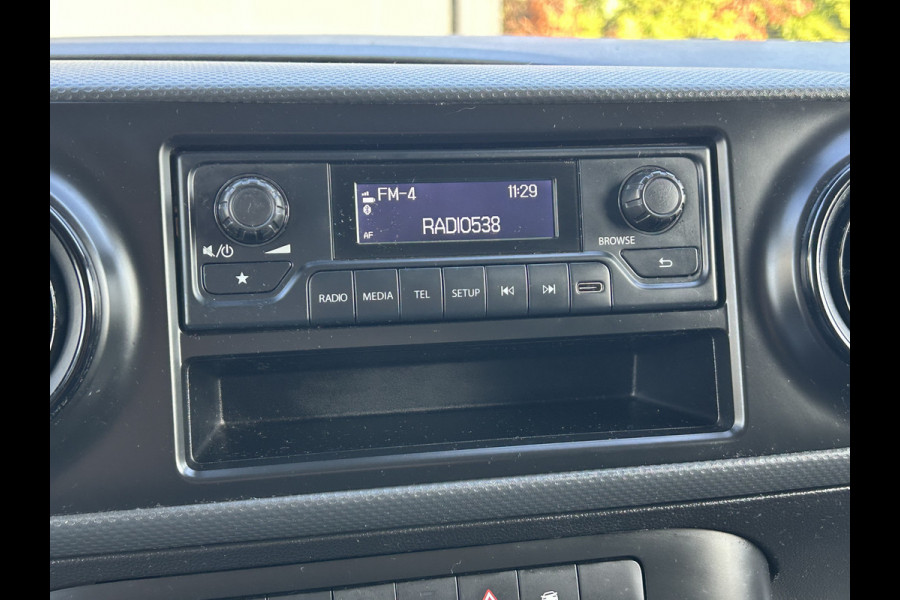 FM-4 11:29
RADIO538
AF
BROWSE
RADIO MEDIA TEL SETUP